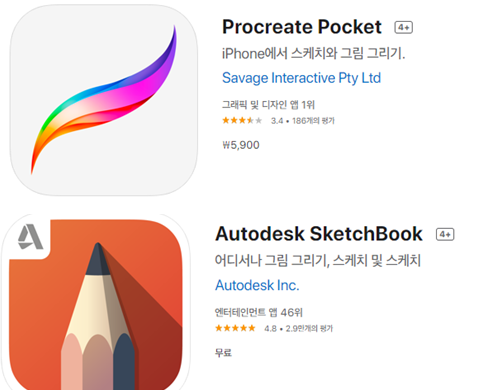 Procreate Pocket 4+
iPhone에서 스케치와 그림 그리기.
Savage Interactive Pty Ltd
그래픽 및 디자인 앱 1위
3.4 • 186개의 평가
₩5,900
Autodesk SketchBook 4+
어디서나 그림 그리기, 스케치 및 스케치
Autodesk Inc.
엔터테인먼트 앱 46위
4.8 • 2.9만개의 평가
무료